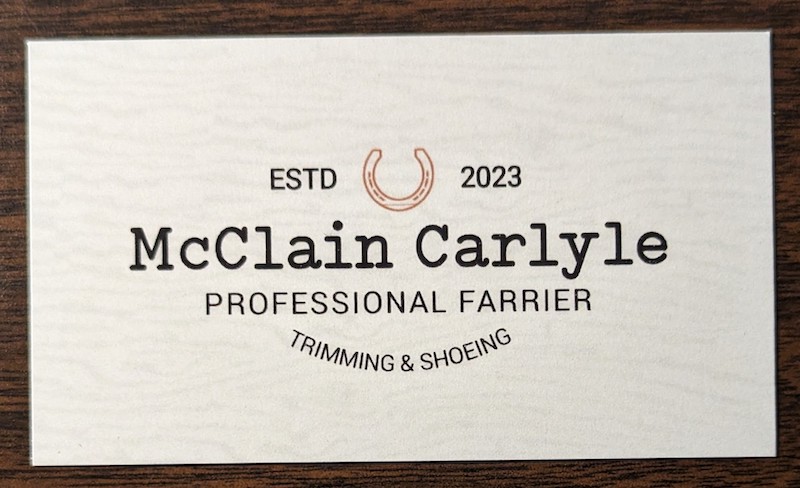 ESTD 2023
McClain Carlyle
PROFESSIONAL FARRIER
TRIMMING & SHOEING